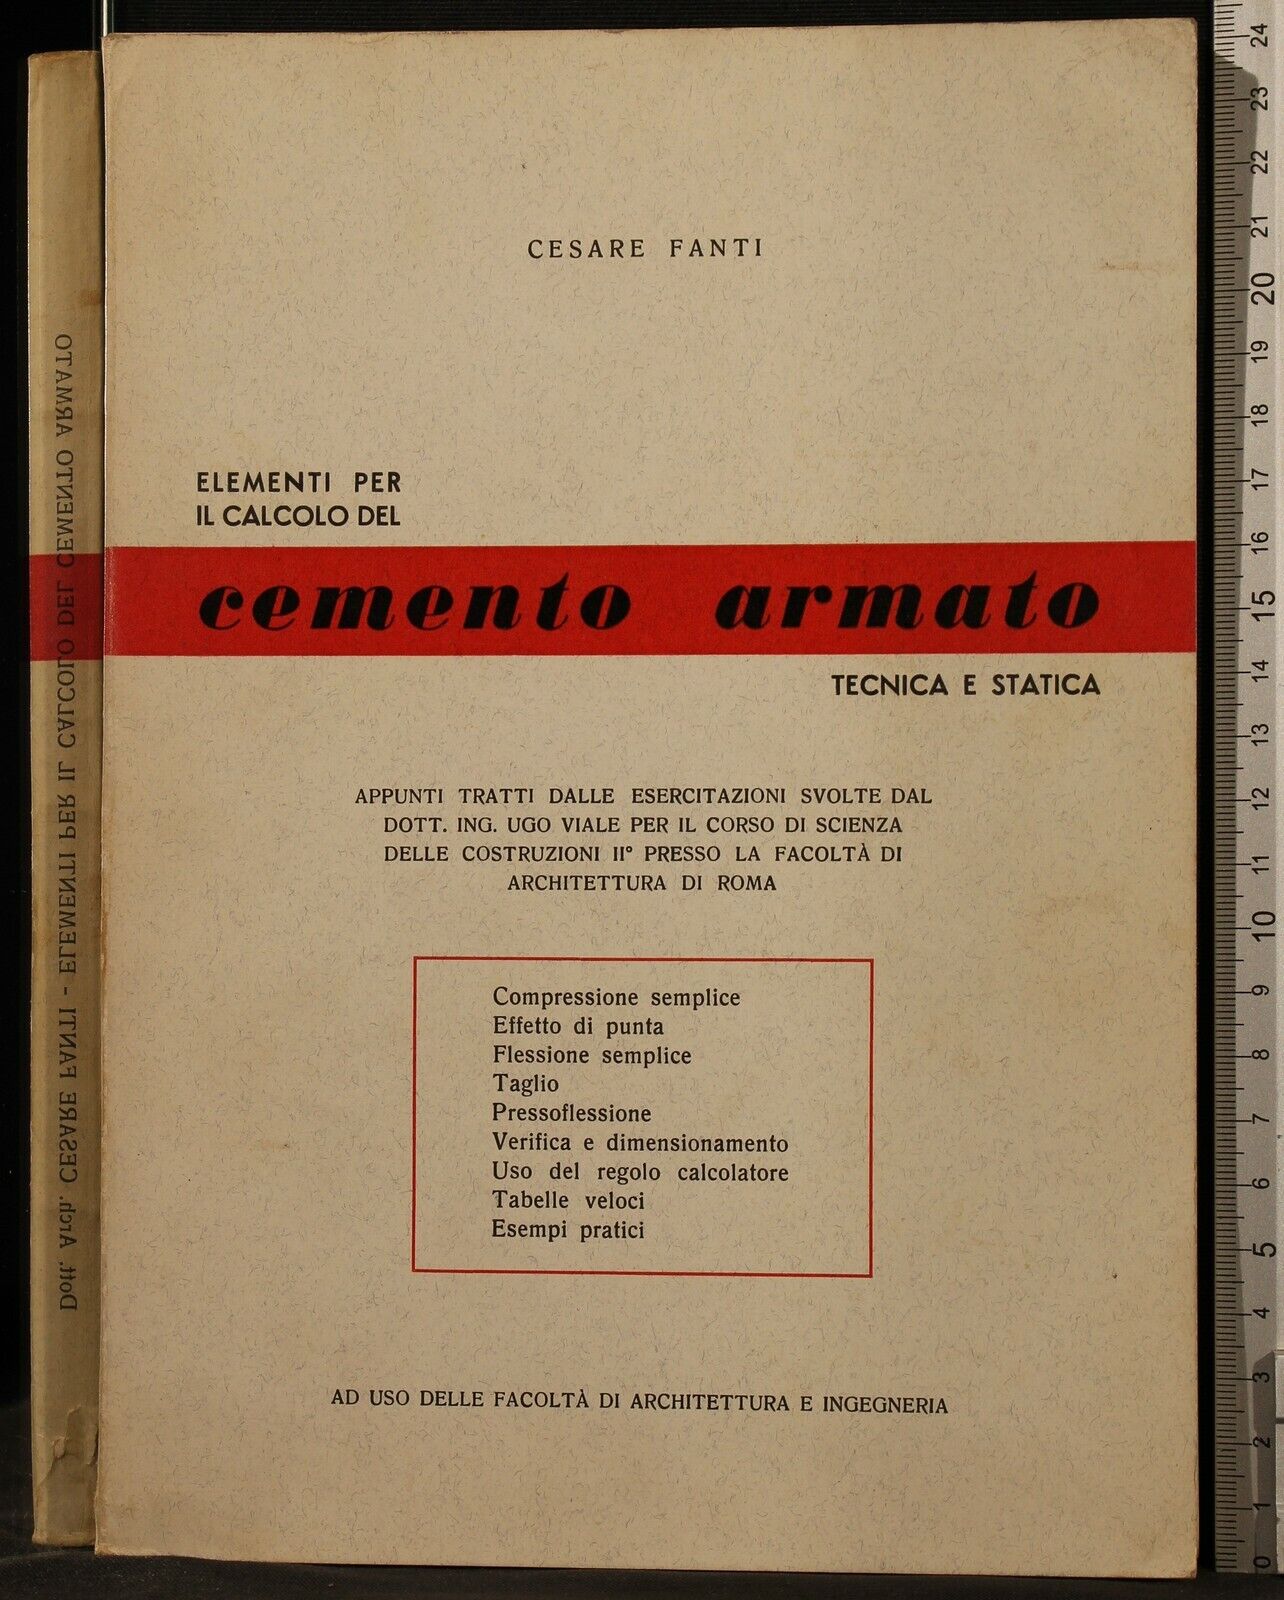 CESARE FANTI
ELEMENTI PER
IL CALCOLO DEL
cemento armato
TECNICA E STATICA
APPUNTI TRATTI DALLE ESERCITAZIONI SVOLTE DAL
DOTT. ING. UGO VIALE PER IL CORSO DI SCIENZA
DELLE COSTRUZIONI II° PRESSO LA FACOLTÀ DI
ARCHITETTURA DI ROMA
Compressione semplice
Effetto di punta
Flessione semplice
Taglio
Pressoflessione
Verifica e dimensionamento
Uso del regolo calcolatore
Tabelle veloci
Esempi pratici
AD USO DELLE FACOLTÀ DI ARCHITETTURA E INGEGNERIA
Dott. Arch. CESARE FANTI - ELEMENTI PER IL CALCOLO DEL CEMENTO ARMATO
24
23
22
21
20
19
18
17
16
15
14
13
12
11
10
9
8
7
6
5
4
3
2
1
0